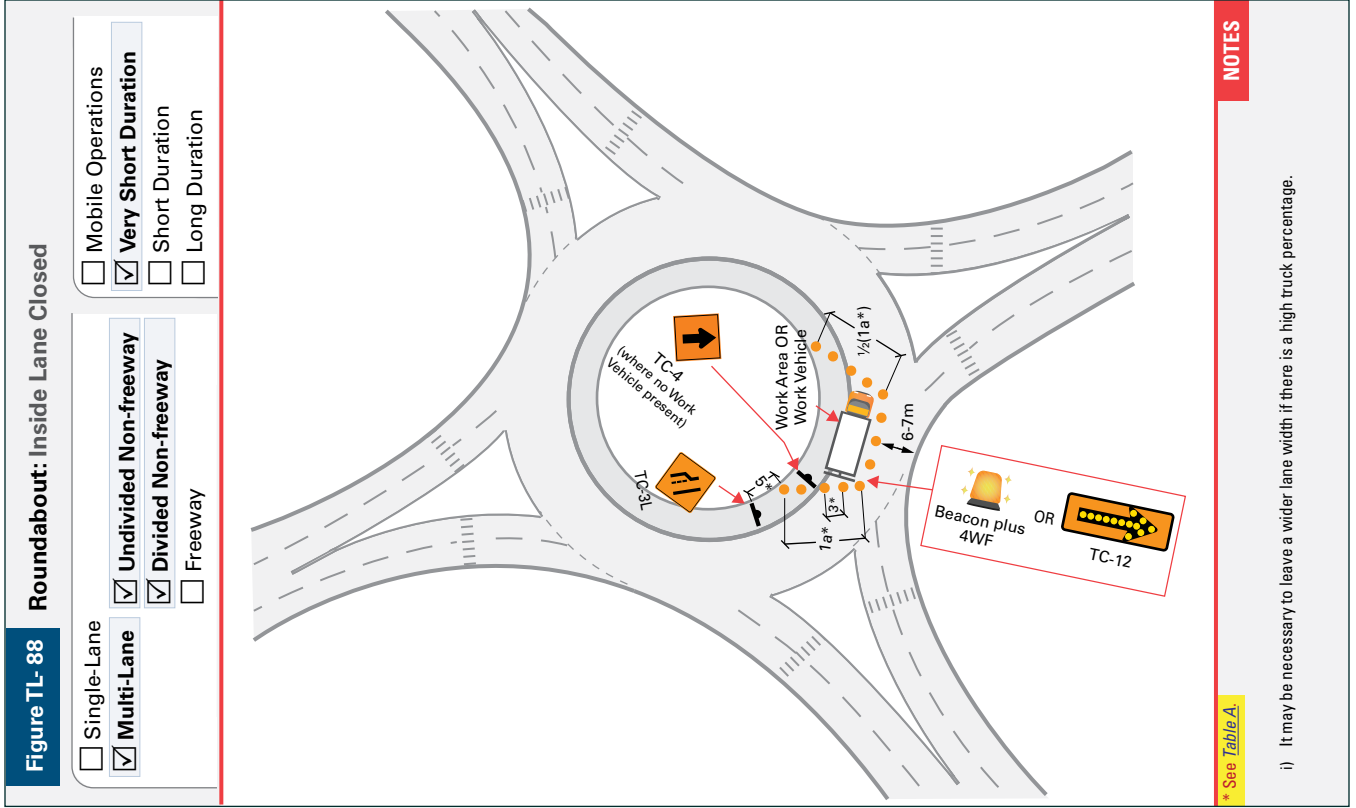 Figure TL- 88
Roundabout: Inside Lane Closed
Single-Lane
Multi-Lane
Undivided Non-freeway
Divided Non-freeway
Freeway
Mobile Operations
Very Short Duration
Short Duration
Long Duration
TC-3L
TC-4
(where no Work
Vehicle present)
Work Area OR
Work Vehicle
5*
3*
1a*
½(1a*)
6-7m
Beacon plus
4WF
OR
TC-12
* See Table A.
NOTES
i) It may be necessary to leave a wider lane width if there is a high truck percentage.